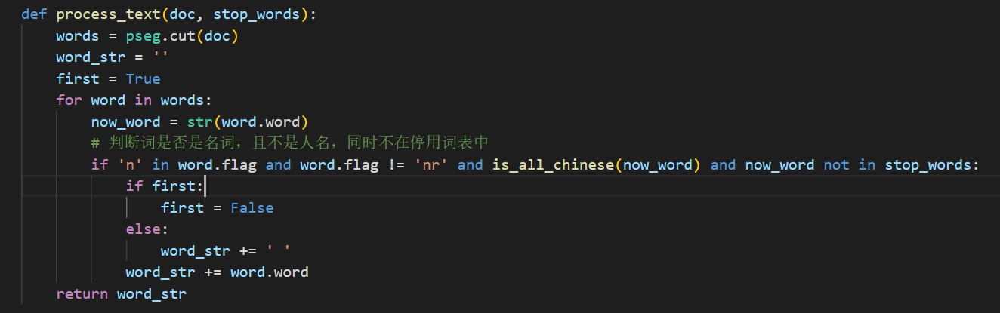 def process_text(doc, stop_words):
    words = pseg.cut(doc)
    word_str = ''
    first = True
    for word in words:
        now_word = str(word.word)
        # 判断词是否是名词，且不是人名，同时不在停用词表中
        if 'n' in word.flag and word.flag != 'nr' and is_all_chinese(now_word) and now_word not in stop_words:
            if first:
                first = False
            else:
                word_str += ' '
            word_str += word.word
    return word_str